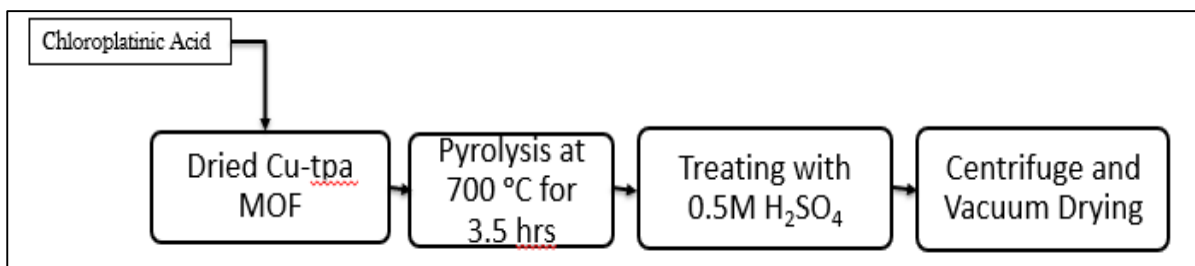 Chloroplatinic Acid
Dried Cu-tpa
MOF
Pyrolysis at
700 °C for
3.5 hrs
Treating with
0.5M H₂SO₄
Centrifuge and
Vacuum Drying